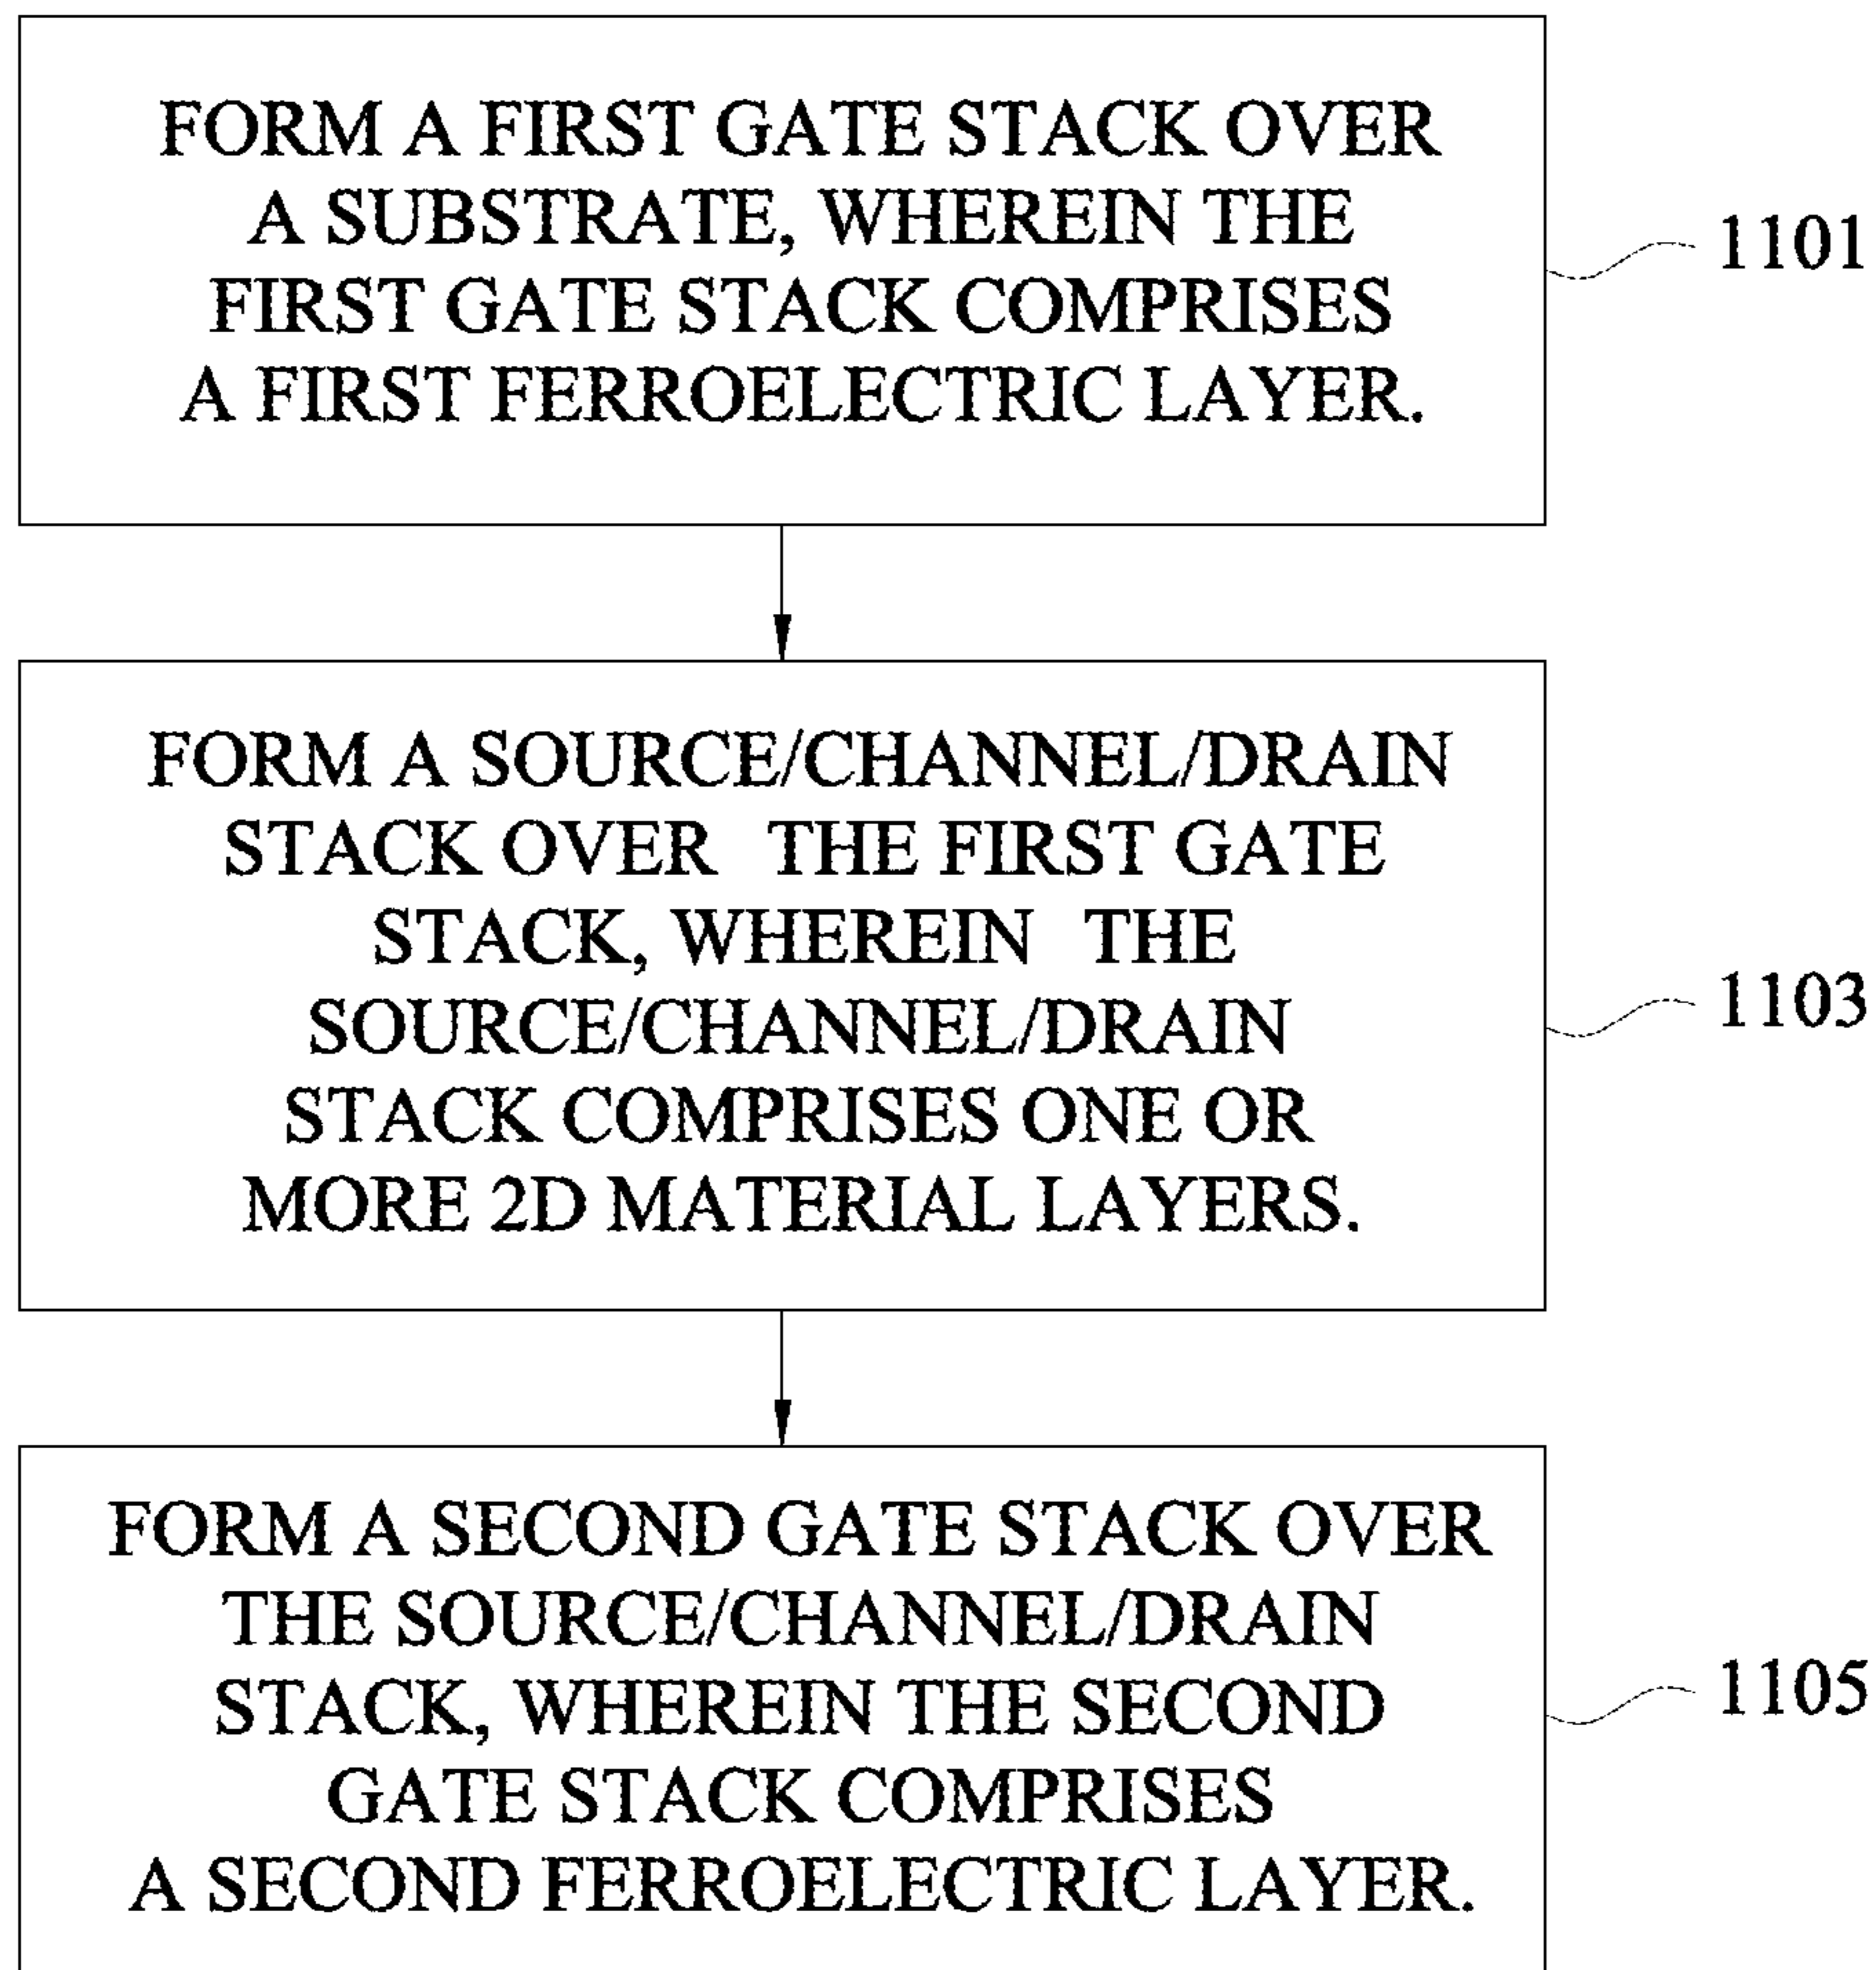 FORM A FIRST GATE STACK OVER
A SUBSTRATE, WHEREIN THE
FIRST GATE STACK COMPRISES
A FIRST FERROELECTRIC LAYER.
1101
FORM A SOURCE/CHANNEL/DRAIN
STACK OVER THE FIRST GATE
STACK, WHEREIN THE
SOURCE/CHANNEL/DRAIN
STACK COMPRISES ONE OR
MORE 2D MATERIAL LAYERS.
1103
FORM A SECOND GATE STACK OVER
THE SOURCE/CHANNEL/DRAIN
STACK, WHEREIN THE SECOND
GATE STACK COMPRISES
A SECOND FERROELECTRIC LAYER.
1105